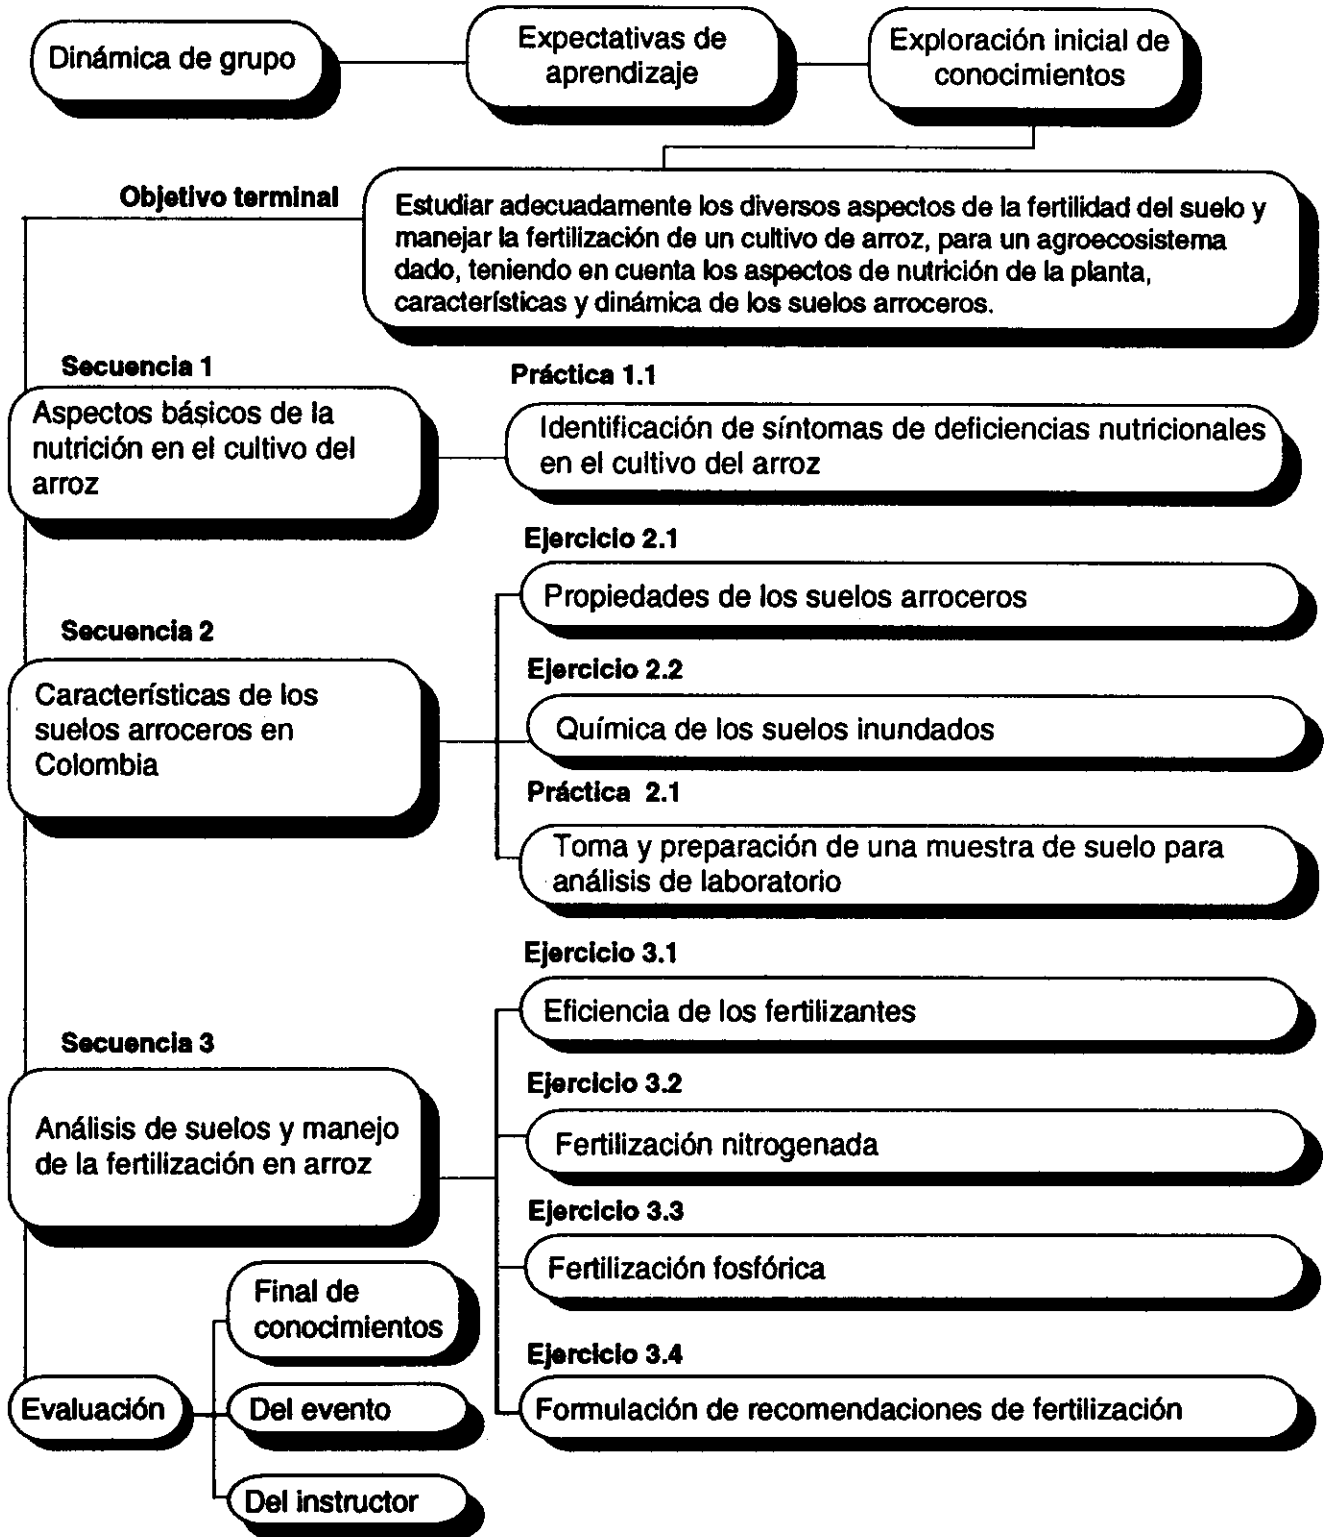 Dinámica de grupo
Expectativas de
aprendizaje
Exploración inicial de
conocimientos
Objetivo terminal
Estudiar adecuadamente los diversos aspectos de la fertilidad del suelo y
manejar la fertilización de un cultivo de arroz, para un agroecosistema
dado, teniendo en cuenta los aspectos de nutrición de la planta,
características y dinámica de los suelos arroceros.
Secuencia 1
Aspectos básicos de la
nutrición en el cultivo del
arroz
Práctica 1.1
Identificación de síntomas de deficiencias nutricionales
en el cultivo del arroz
Secuencia 2
Características de los
suelos arroceros en
Colombia
Ejercicio 2.1
Propiedades de los suelos arroceros
Ejercicio 2.2
Química de los suelos inundados
Práctica 2.1
Toma y preparación de una muestra de suelo para
análisis de laboratorio
Secuencia 3
Análisis de suelos y manejo
de la fertilización en arroz
Ejercicio 3.1
Eficiencia de los fertilizantes
Ejercicio 3.2
Fertilización nitrogenada
Ejercicio 3.3
Fertilización fosfórica
Ejercicio 3.4
Formulación de recomendaciones de fertilización
Evaluación
Final de
conocimientos
Del evento
Del instructor